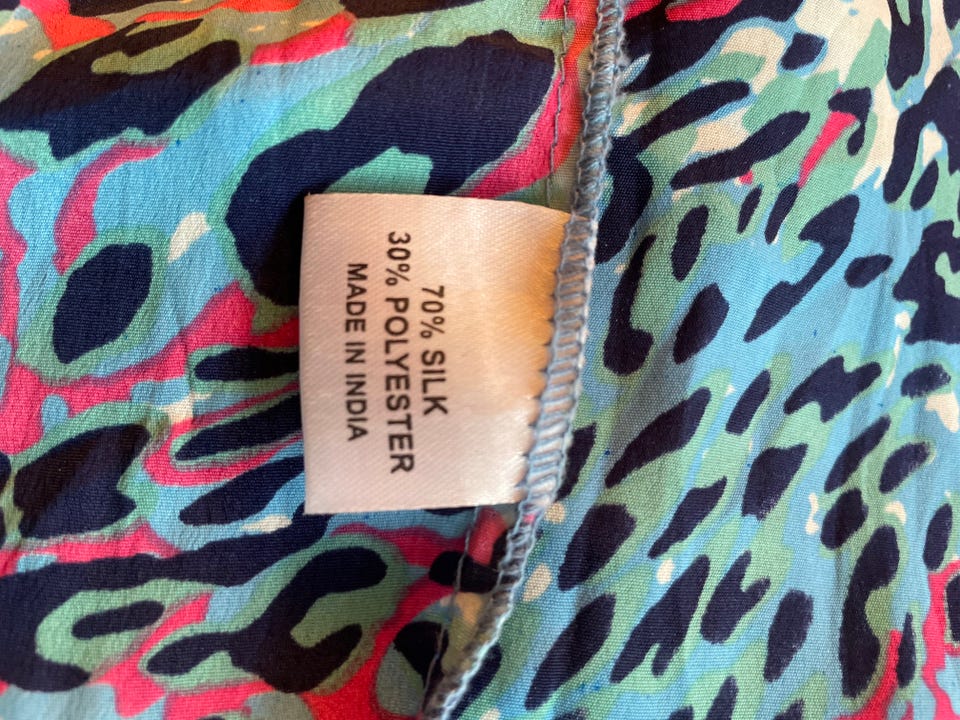 70% SILK
30% POLYESTER
MADE IN INDIA